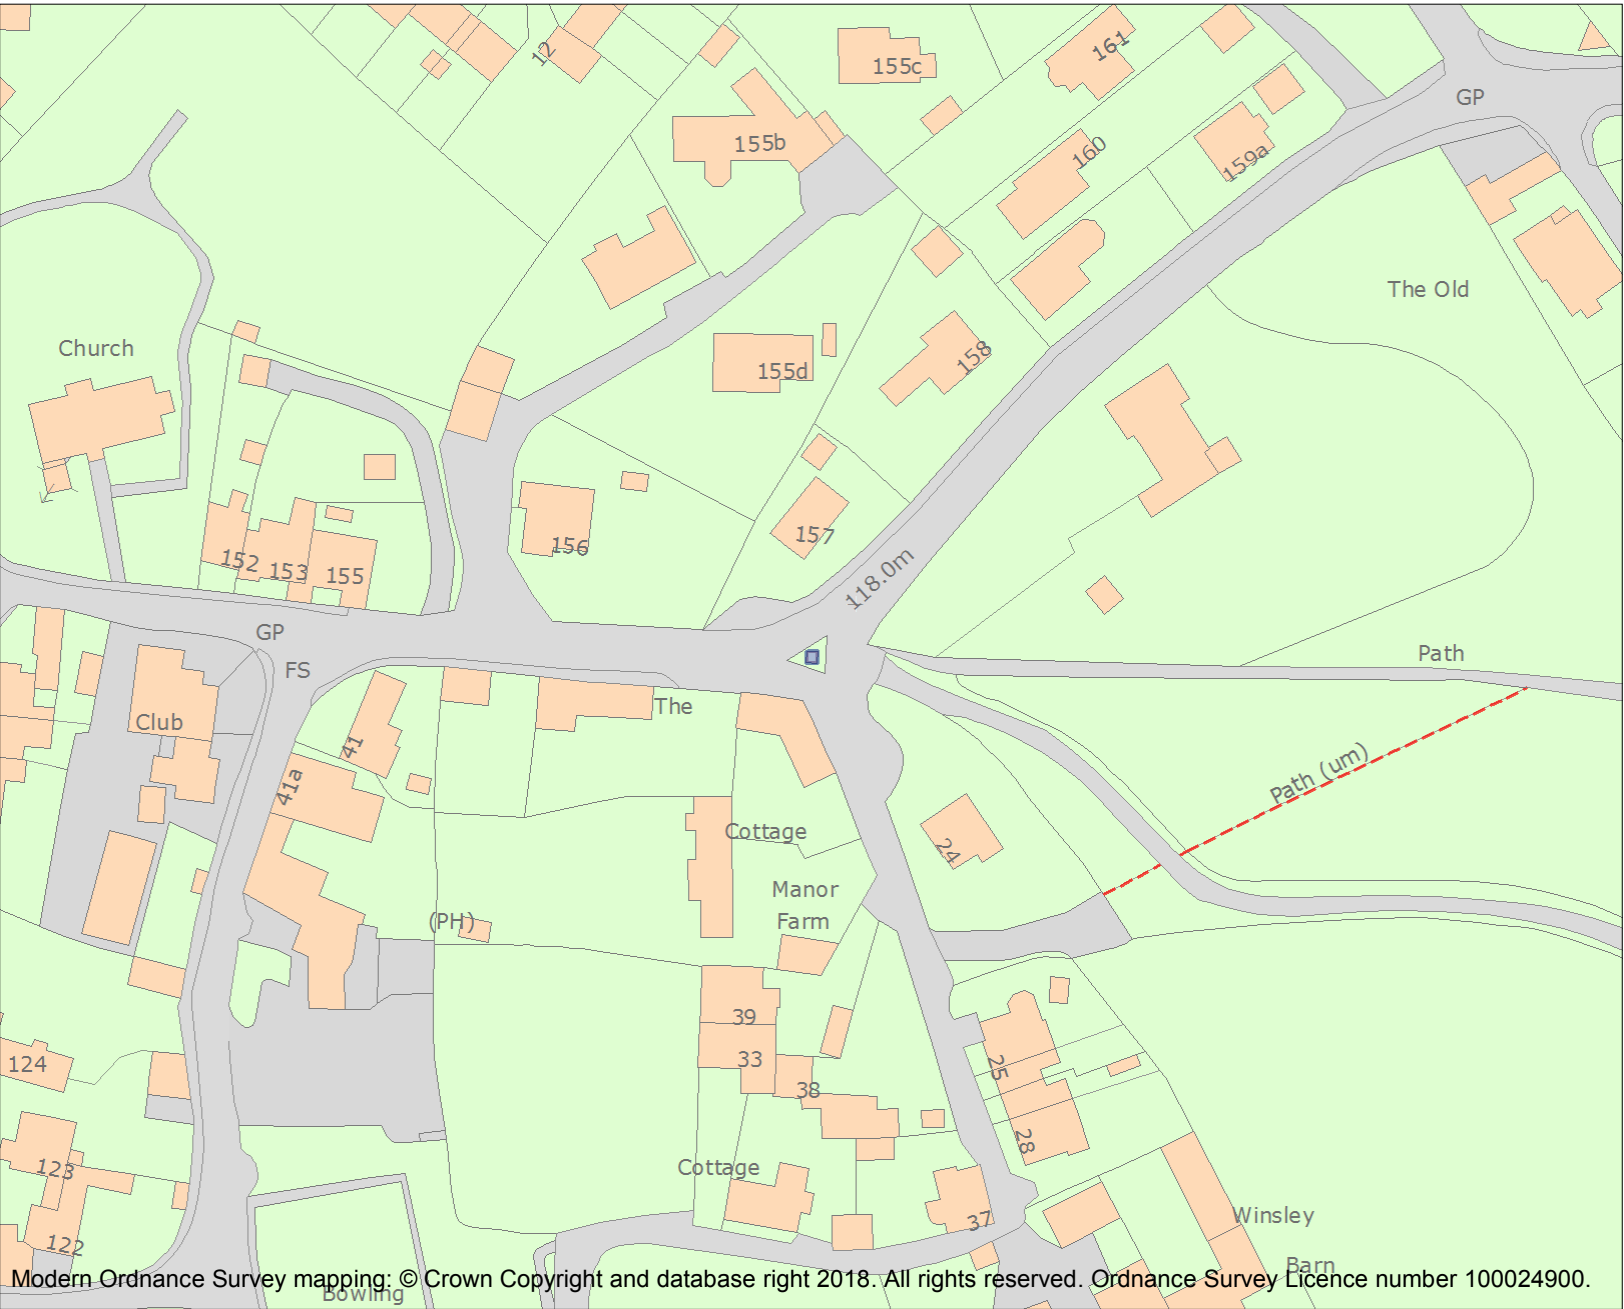 12
155c
161
GP
155b
160
159a
The Old
Church
155d
158
156
157
152
153
155
118.0m
GP
FS
Path
The
Club
41
Path (um)
41a
Cottage
24
Manor
Farm
(PH)
39
33
25
124
38
28
123
Cottage
37
Winsley
122
Barn
Modern Ordnance Survey mapping: © Crown Copyright and database right 2018. All rights reserved. Ordnance Survey Licence number 100024900.
Bowling